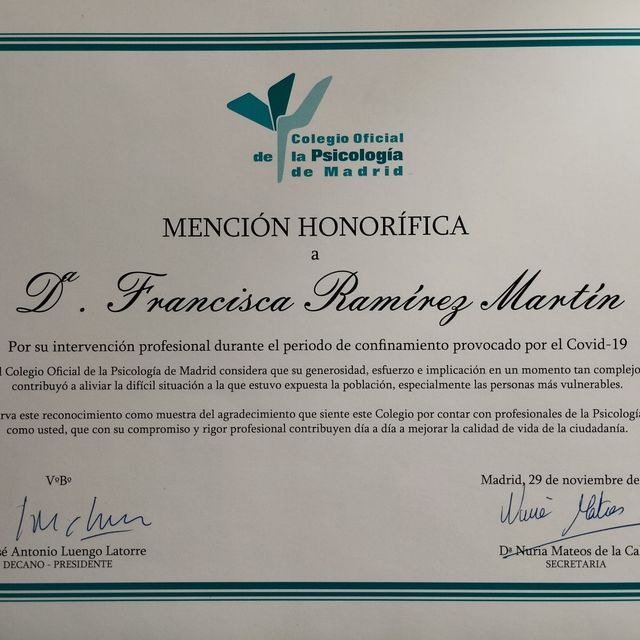 Colegio Oficial
de la Psicología
de Madrid
MENCIÓN HONORÍFICA
a
Dª. Francisca Ramírez Martín
Por su intervención profesional durante el periodo de confinamiento provocado por el Covid-19
l Colegio Oficial de la Psicología de Madrid considera que su generosidad, esfuerzo e implicación en un momento tan complejo
contribuyó a aliviar la difícil situación a la que estuvo expuesta la población, especialmente las personas más vulnerables.
rva este reconocimiento como muestra del agradecimiento que siente este Colegio por contar con profesionales de la Psicología
como usted, que con su compromiso y rigor profesional contribuyen día a día a mejorar la calidad de vida de la ciudadanía.
VºBº
Madrid, 29 de noviembre de
Nuria Mateos
sé Antonio Luengo Latorre
Dª Nuria Mateos de la Cal
DECANO - PRESIDENTE
SECRETARIA